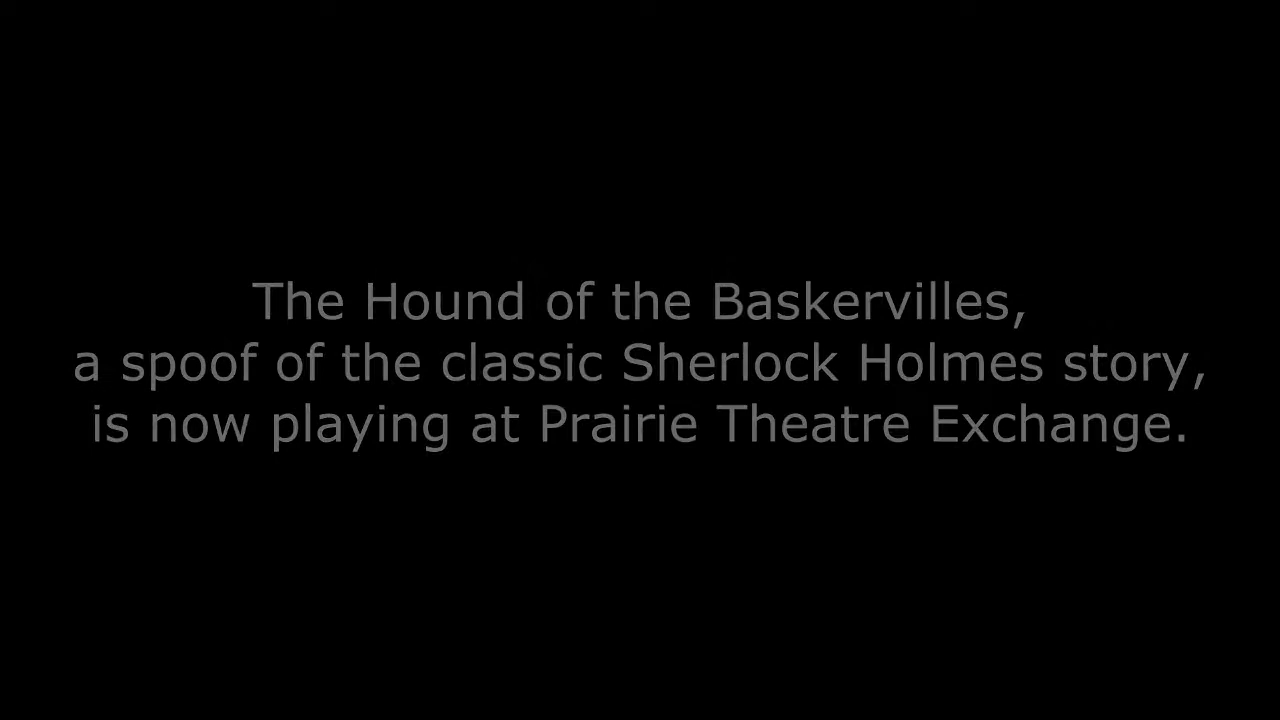 The Hound of the Baskervilles,
a spoof of the classic Sherlock Holmes story,
is now playing at Prairie Theatre Exchange.